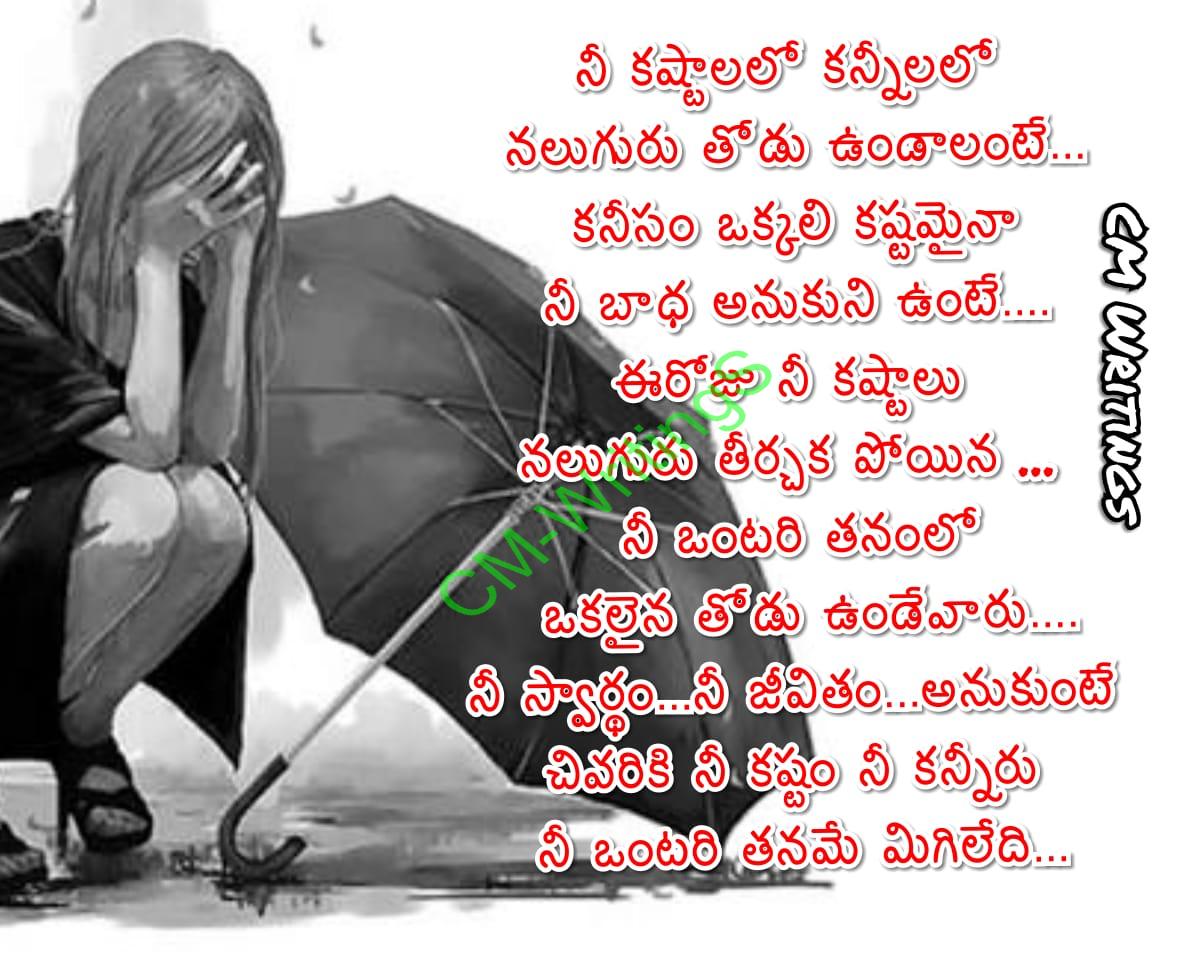 నీ కష్టాలలో కన్నీలలో
నలుగురు తోడు ఉండాలంటే...
కనీసం ఒక్కలి కష్టమైనా
నీ బాధ అనుకుని ఉంటే....
ఈరోజు నీ కష్టాలు
నలుగురు తీర్చక పోయిన ...
నీ ఒంటరి తనంలో
ఒకలైన తోడు ఉండేవారు....
నీ స్వార్థం...నీ జీవితం...అనుకుంటే
చివరికి నీ కష్టం నీ కన్నీరు
నీ ఒంటరి తనమే మిగిలేది...
CM WRITINGS
CM-Writings